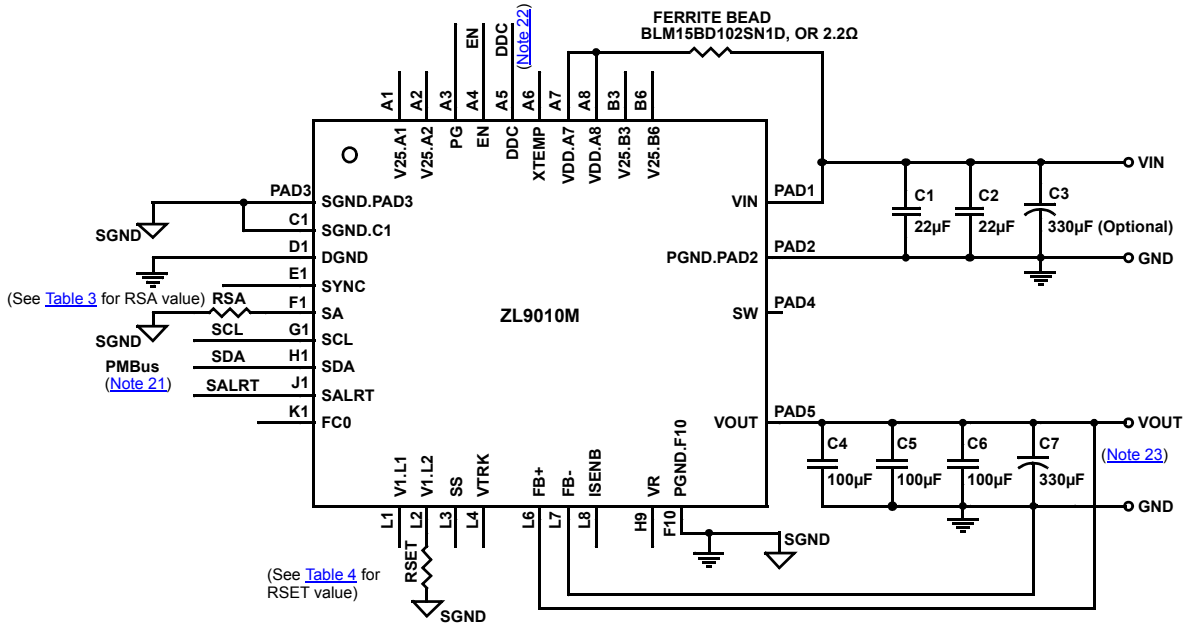 FERRITE BEAD
BLM15BD102SN1D, OR 2.2Ω
EN
DDC
(Note 22)
A1
A2
A3
A4
A5
A6
A7
A8
B3
B6
V25.A1
V25.A2
PG
EN
DDC
XTEMP
VDD.A7
VDD.A8
V25.B3
V25.B6
PAD3
SGND.PAD3
C1
SGND.C1
SGND
D1
DGND
E1
SYNC
(See Table 3 for RSA value)
RSA
F1
SA
SGND
SCL
G1
SCL
PMBus
(Note 21)
SDA
H1
SDA
SALRT
J1
SALRT
K1
FC0
ZL9010M
VIN
PAD1
PGND.PAD2
PAD2
SW
PAD4
VOUT
PAD5
C1
22µF
C2
22µF
C3
330µF (Optional)
VIN
GND
C4
100µF
C5
100µF
C6
100µF
C7
330µF
VOUT
(Note 23)
GND
V1.L1
V1.L2
SS
VTRK
FB+
FB-
ISENB
VR
PGND.F10
L1
L2
L3
L4
L6
L7
L8
H9
F10
RSET
SGND
(See Table 4 for
RSET value)
SGND